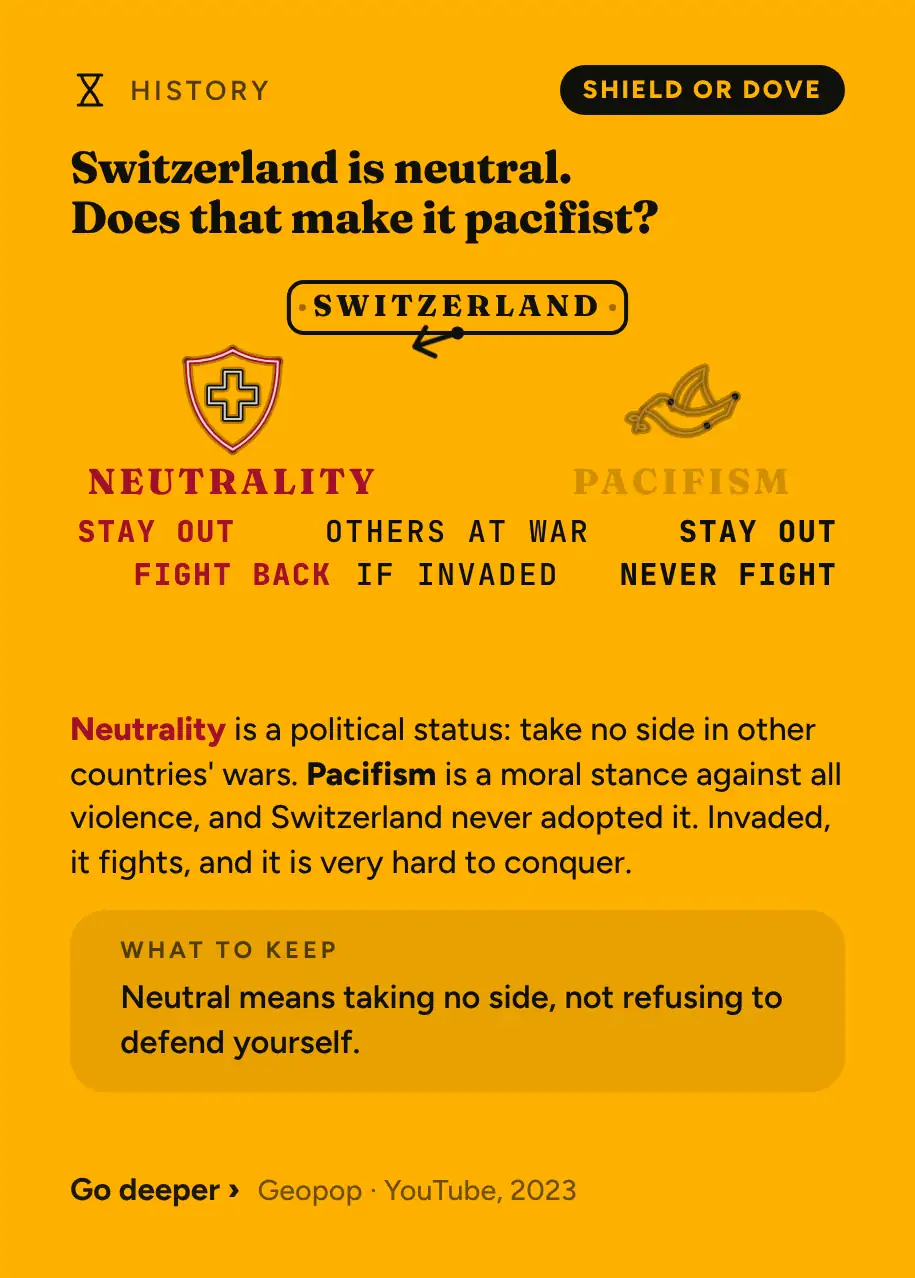 HISTORY
SHIELD OR DOVE
Switzerland is neutral.
Does that make it pacifist?
· SWITZERLAND ·
NEUTRALITY
PACIFISM
STAY OUT OTHERS AT WAR STAY OUT
FIGHT BACK IF INVADED NEVER FIGHT
Neutrality is a political status: take no side in other
countries' wars. Pacifism is a moral stance against all
violence, and Switzerland never adopted it. Invaded,
it fights, and it is very hard to conquer.
WHAT TO KEEP
Neutral means taking no side, not refusing to
defend yourself.
Go deeper › Geopop · YouTube, 2023